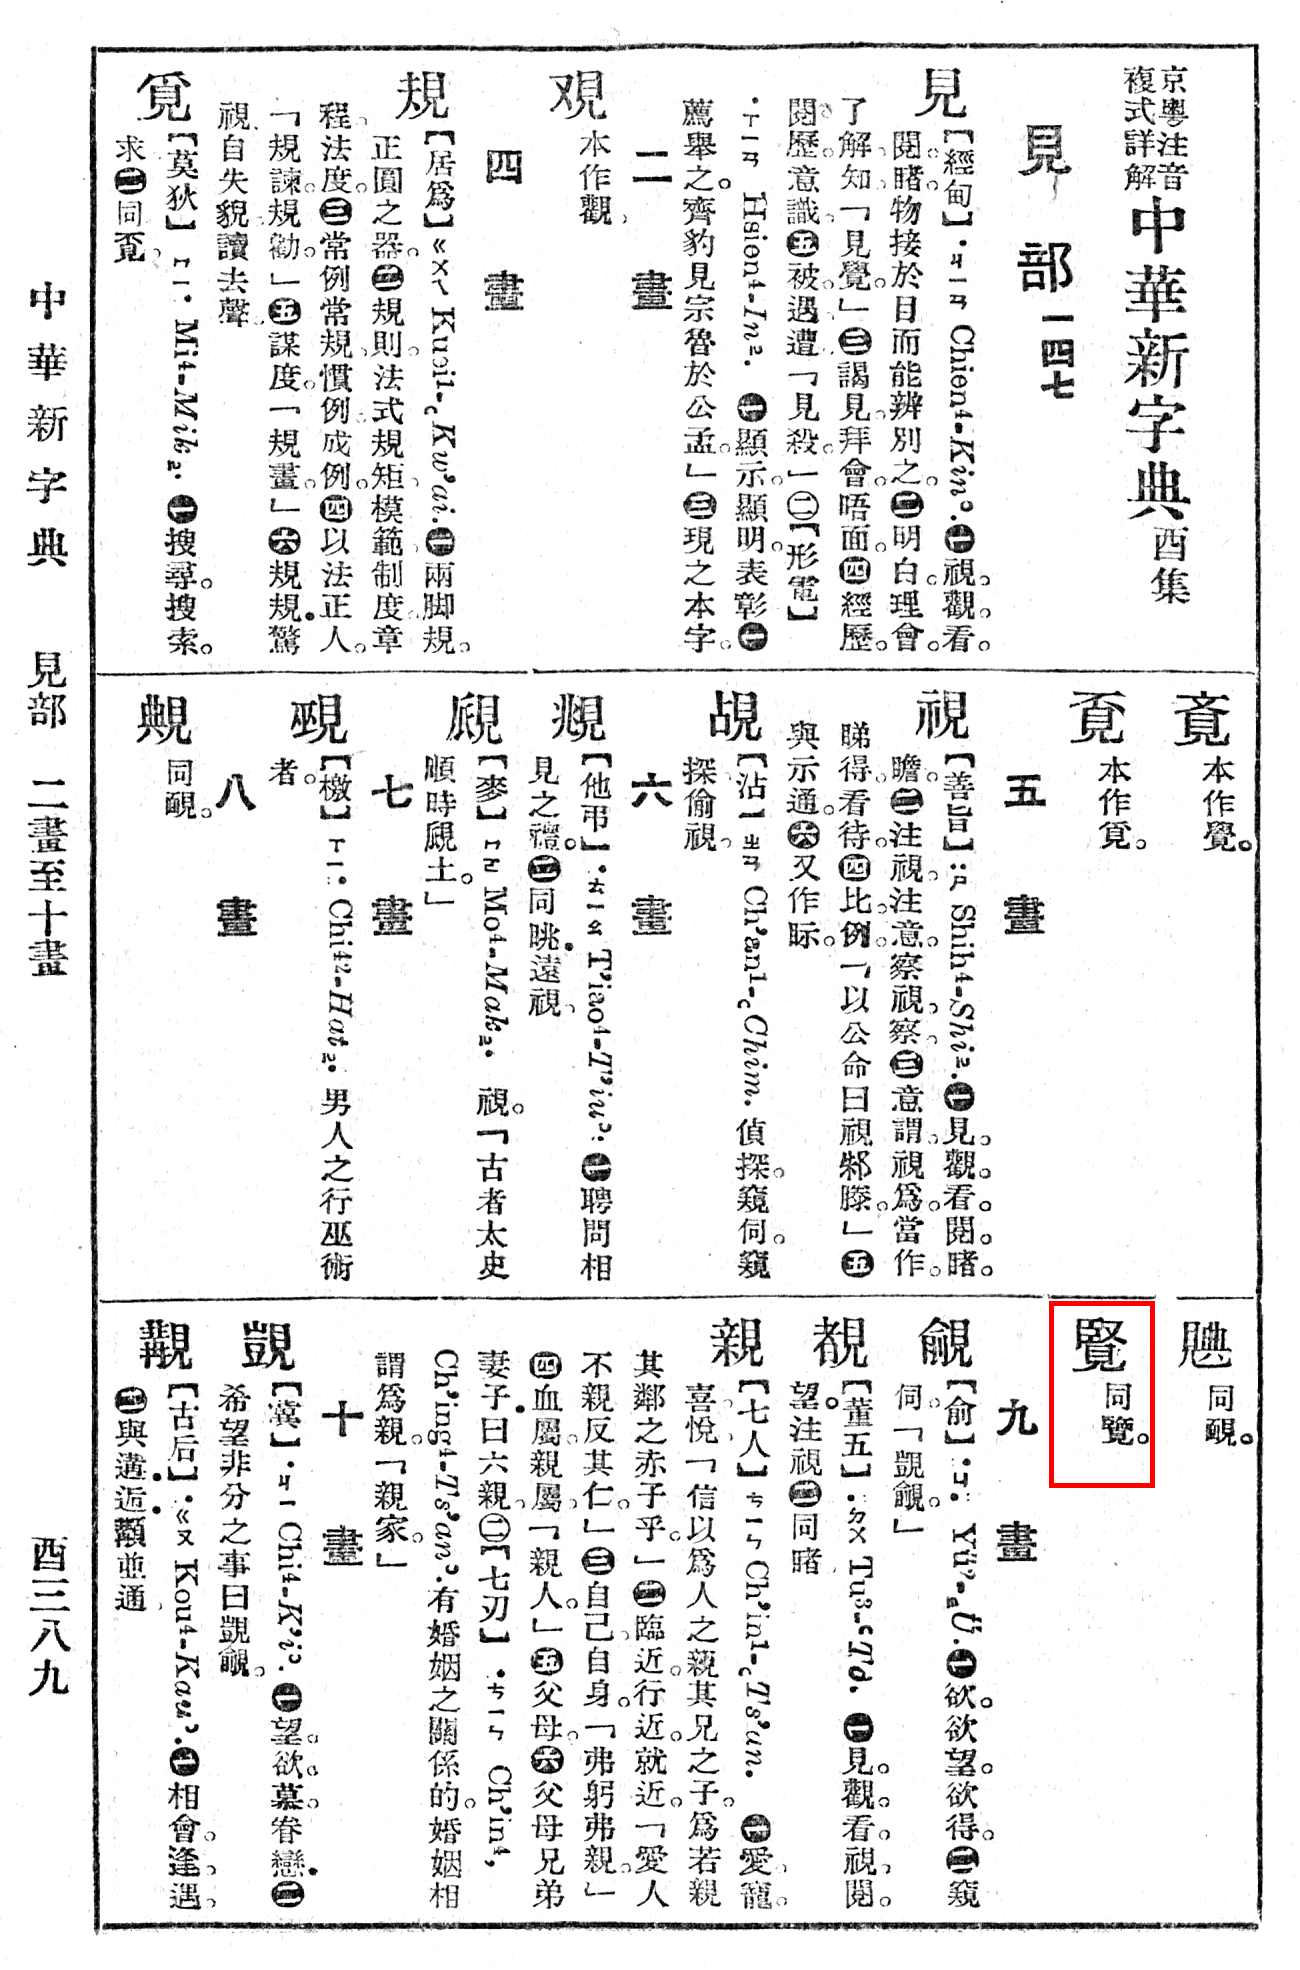 京粵注音
複式詳解
中華新字典 酉集
見部 一四七
見
【經甸】·ㄐㄧㄢ Chien⁴-Kin°.㊀視。觀。看。
閱。睹。物接於目而能辨別之。㊁明白。理會。
了解。知。「見覺。」㊂謁見。拜會。晤面。㊃經歷。
閱歷。意識。㊄被。遇。遭。「見殺。」㈡【形電】
·ㄒㄧㄢ Hsien⁴-In².㊀顯示。顯明。表彰㊁
薦舉之。齊豹見宗魯於公孟。」㊂現之本字。
二畫
覌
本作觀。
四畫
規
【居爲】ㄍㄨㄟ Kuei¹-꜀Kw'ai.㊀兩脚規。
正圓之器。㊁規則。法式。規矩。模範。制度。章
程。法度。㊂常例。常規。慣例。成例。㊃以法正人。
「規諫規勸。」㊄謀度。「規畫。」㊅規規驚
視自失貌。讀去聲。
覓
【莫狄】ㄇㄧ· Mi⁴-Mik₂.㊀搜尋。搜索。
求。㊁同覔。
覐
本作覺。
覔
本作覓。
五畫
視
【善旨】:ㄕ Shih⁴-Shi².㊀見。觀。看。閱。睹。
瞻。㊁注視。注意。察視。察。㊂意謂。視爲。當作。
睇得。看待。㊃比。例。「以公命曰視邾滕。」㊄
與示通。㊅又作眎。
覘
【沾】ㄓㄢ Ch'an¹-꜀Chim.偵探。窺伺。窺
探。偷視。
六畫
覜
【他弔】·ㄊㄧㄠ T'iao⁴-T'iu°:㊀聘問相
見之禮。㊁同眺。遠視。
覛
【麥】ㄇㄛ Mo⁴-Mak₂. 視。「古者太史
順時覛土。」
七畫
覡
【檄】ㄒㄧ· Chi⁴²-Hat₂.男人之行巫術
者。
八畫
覥
同靦。
䩄
同靦。
覧
同覽。
九畫
覦
【俞】·ㄩ: Yü²-꜁Ü.㊀欲。欲望。欲得。㊁窺
伺。「覬覦。」
覩
【董五】·ㄉㄨ Tu³-꜂To.㊀見。觀。看。視。閱。
望。注視。㊁同睹
親
【七人】ㄑㄧㄣ Ch'in¹-꜀Ts'un.㊀愛。寵。
喜悅。「信以爲人之親其兄之子。爲若親
其鄰之赤子乎。」㊁臨近。行近。就近。「愛人
不親反其仁。」㊂自己。自身。「弗躬弗親。」
㊃血屬。親屬。「親人。」㊄父母。㊅父母兄弟
妻子曰六親。㈡【七刃】·ㄑㄧㄣ Ch'in⁴,
Ch'ing⁴-Ts'an°.有婚姻之關係的。婚姻相
謂爲親。「親家。」
十畫
覬
【冀】·ㄐㄧ Chi⁴-K'i°.㊀望。欲。慕。眷戀。㊁
希望非分之事曰覬覦。
覯
【古后】·ㄍㄡ Kou⁴-Kau°.㊀相會。逢。遇。
㊁與遘逅覿並通。
中華新字典 見部 二畫至十畫 酉三八九